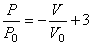 P/P₀ = −V/V₀ + 3